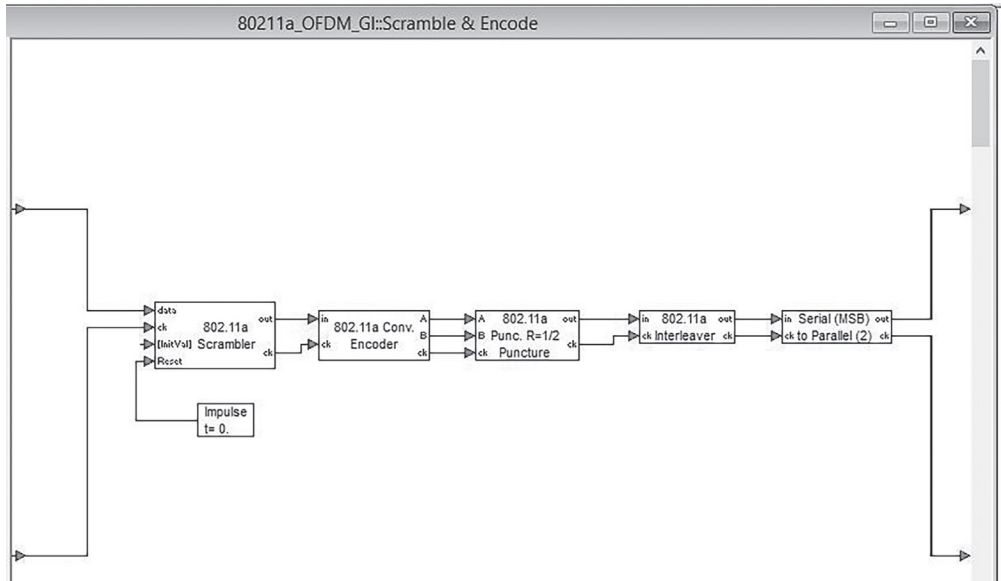 80211a_OFDM_GI::Scramble & Encode
data
ck
[InitVal]
Reset
802.11a
Scrambler
out
ck
Impulse
t= 0.
in
ck
802.11a Conv.
Encoder
A
B
ck
A
B
ck
802.11a
Punc. R=1/2
Puncture
out
ck
in
ck
802.11a
Interleaver
out
ck
in
ck
Serial (MSB)
to Parallel (2)
out
ck